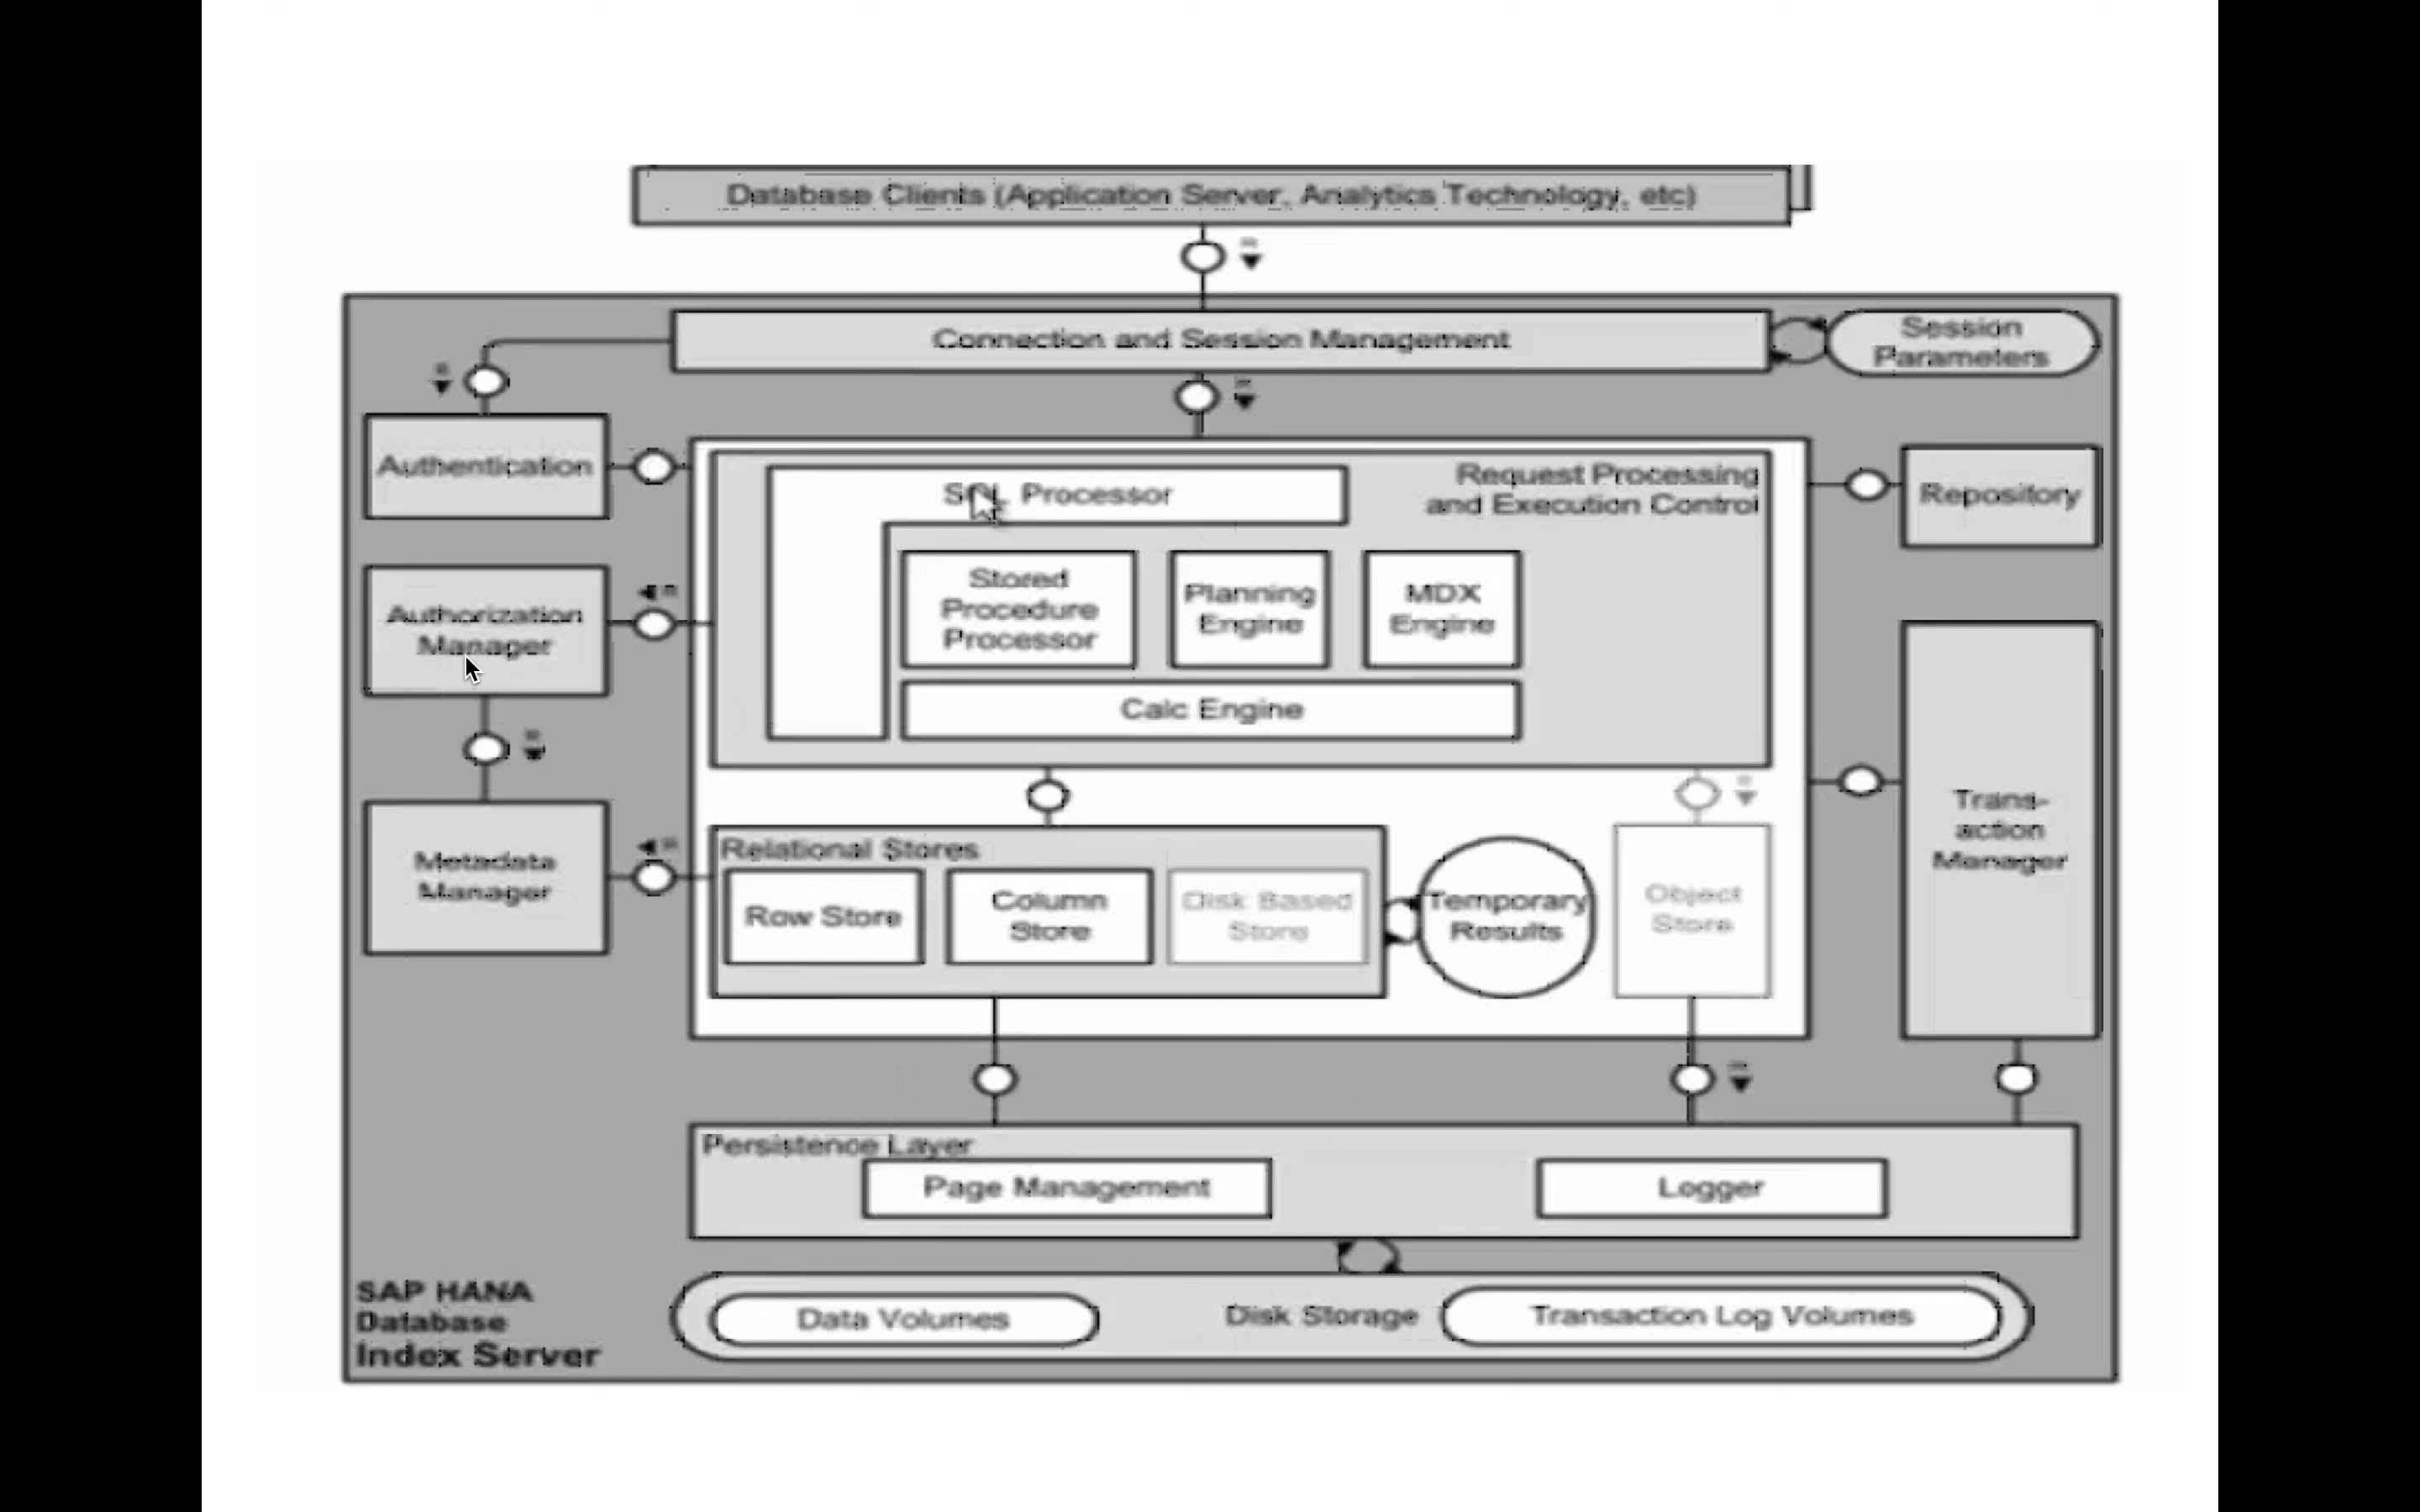 Database Clients (Application Server, Analytics Technology, etc)
Connection and Session Management
Session
Parameters
Authentication
SQL Processor
Request Processing
and Execution Control
Repository
Stored
Procedure
Processor
Planning
Engine
MDX
Engine
Authorization
Manager
Calc Engine
Trans-
action
Manager
Metadata
Manager
Relational Stores
Row Store
Column
Store
Disk Based
Store
Temporary
Results
Object
Store
Persistence Layer
Page Management
Logger
SAP HANA
Database
Index Server
Data Volumes
Disk Storage
Transaction Log Volumes